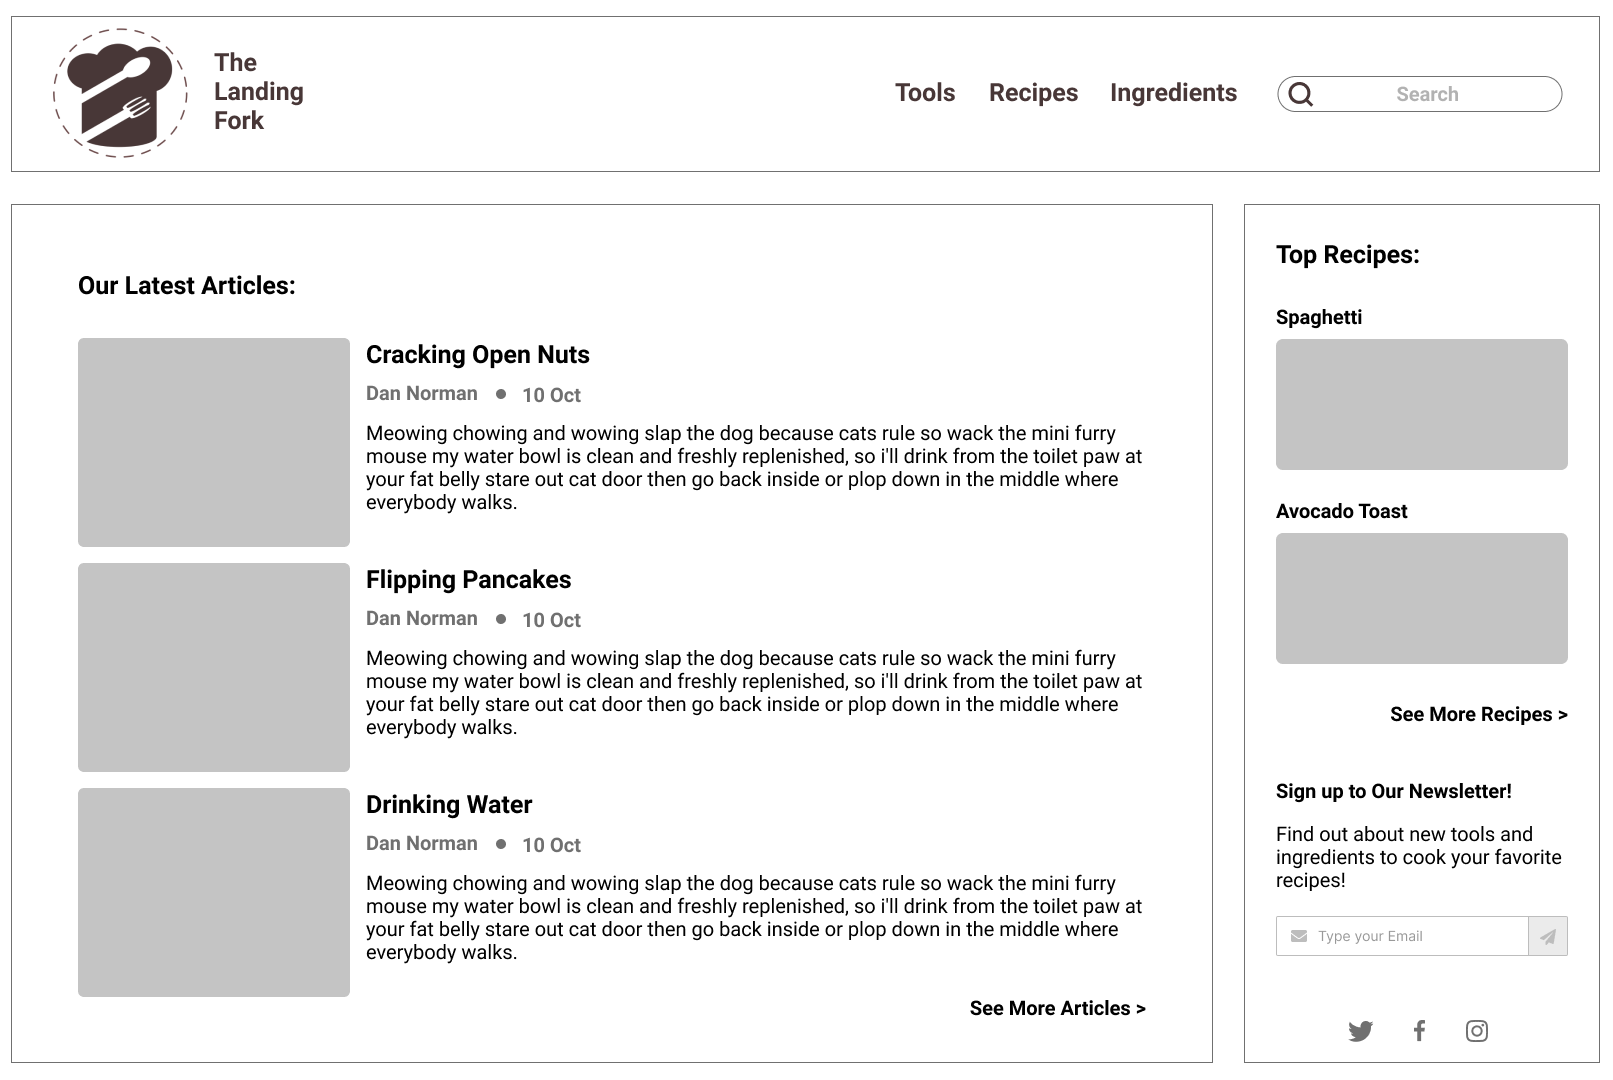 The
Landing
Fork
Tools Recipes Ingredients Search
Our Latest Articles:
Cracking Open Nuts
Dan Norman ● 10 Oct
Meowing chowing and wowing slap the dog because cats rule so wack the mini furry
mouse my water bowl is clean and freshly replenished, so i'll drink from the toilet paw at
your fat belly stare out cat door then go back inside or plop down in the middle where
everybody walks.
Flipping Pancakes
Dan Norman ● 10 Oct
Meowing chowing and wowing slap the dog because cats rule so wack the mini furry
mouse my water bowl is clean and freshly replenished, so i'll drink from the toilet paw at
your fat belly stare out cat door then go back inside or plop down in the middle where
everybody walks.
Drinking Water
Dan Norman ● 10 Oct
Meowing chowing and wowing slap the dog because cats rule so wack the mini furry
mouse my water bowl is clean and freshly replenished, so i'll drink from the toilet paw at
your fat belly stare out cat door then go back inside or plop down in the middle where
everybody walks.
See More Articles >
Top Recipes:
Spaghetti
Avocado Toast
See More Recipes >
Sign up to Our Newsletter!
Find out about new tools and
ingredients to cook your favorite
recipes!
Type your Email